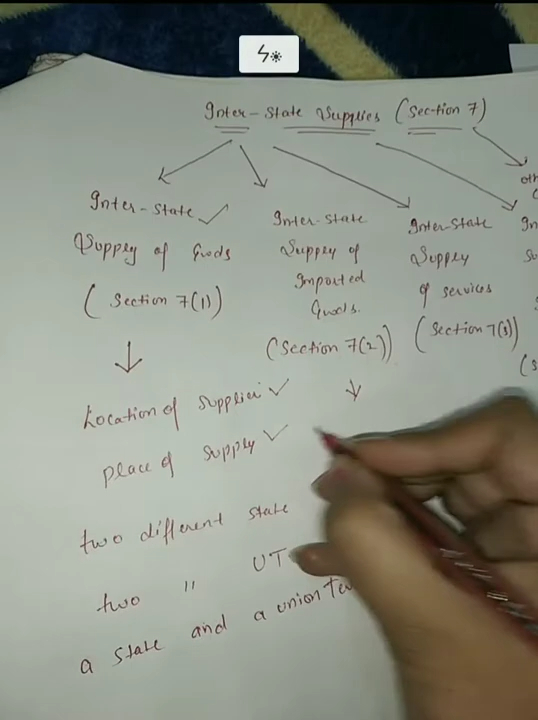 Inter-State Supplies (Section 7)
Inter-State
Supply of Goods
(Section 7(1))
Location of Supplier
place of Supply
two different state
two " UT
a state and a union
Inter-State
Supply of
Imported
Goods.
(Section 7(2))
Inter-State
Supply
of services
(Section 7(3))